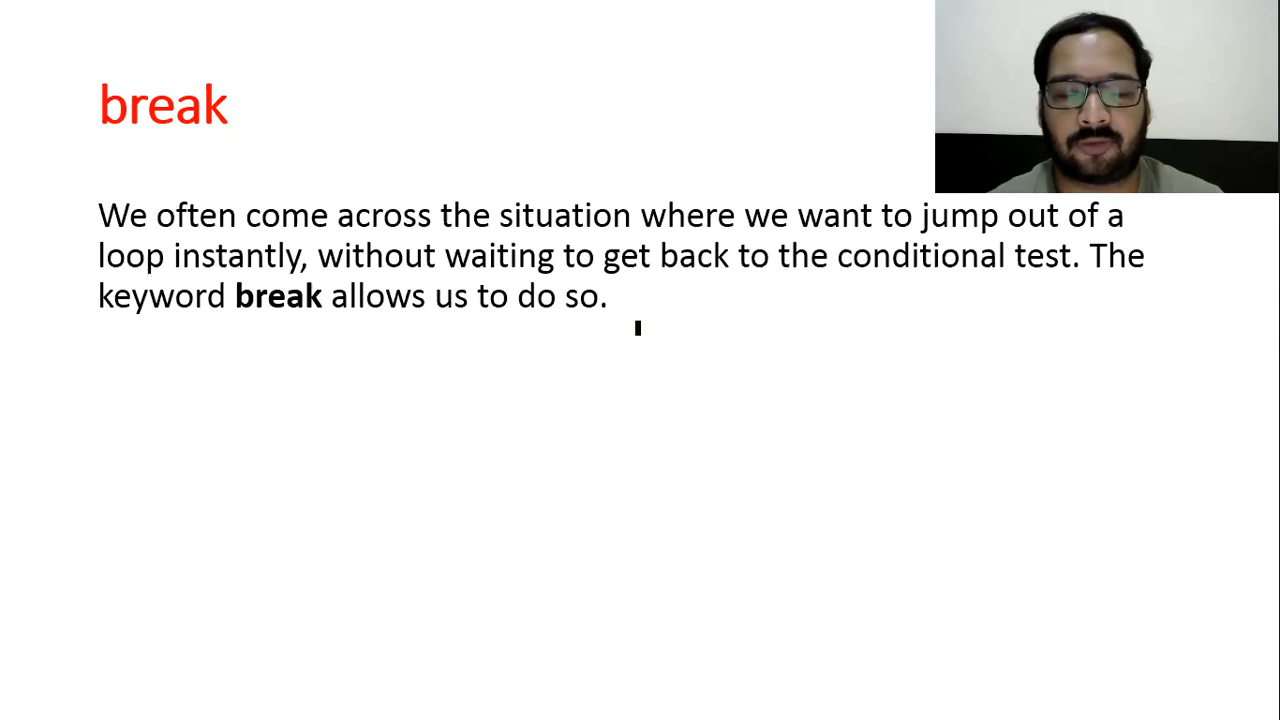 break
We often come across the situation where we want to jump out of a
loop instantly, without waiting to get back to the conditional test. The
keyword break allows us to do so.